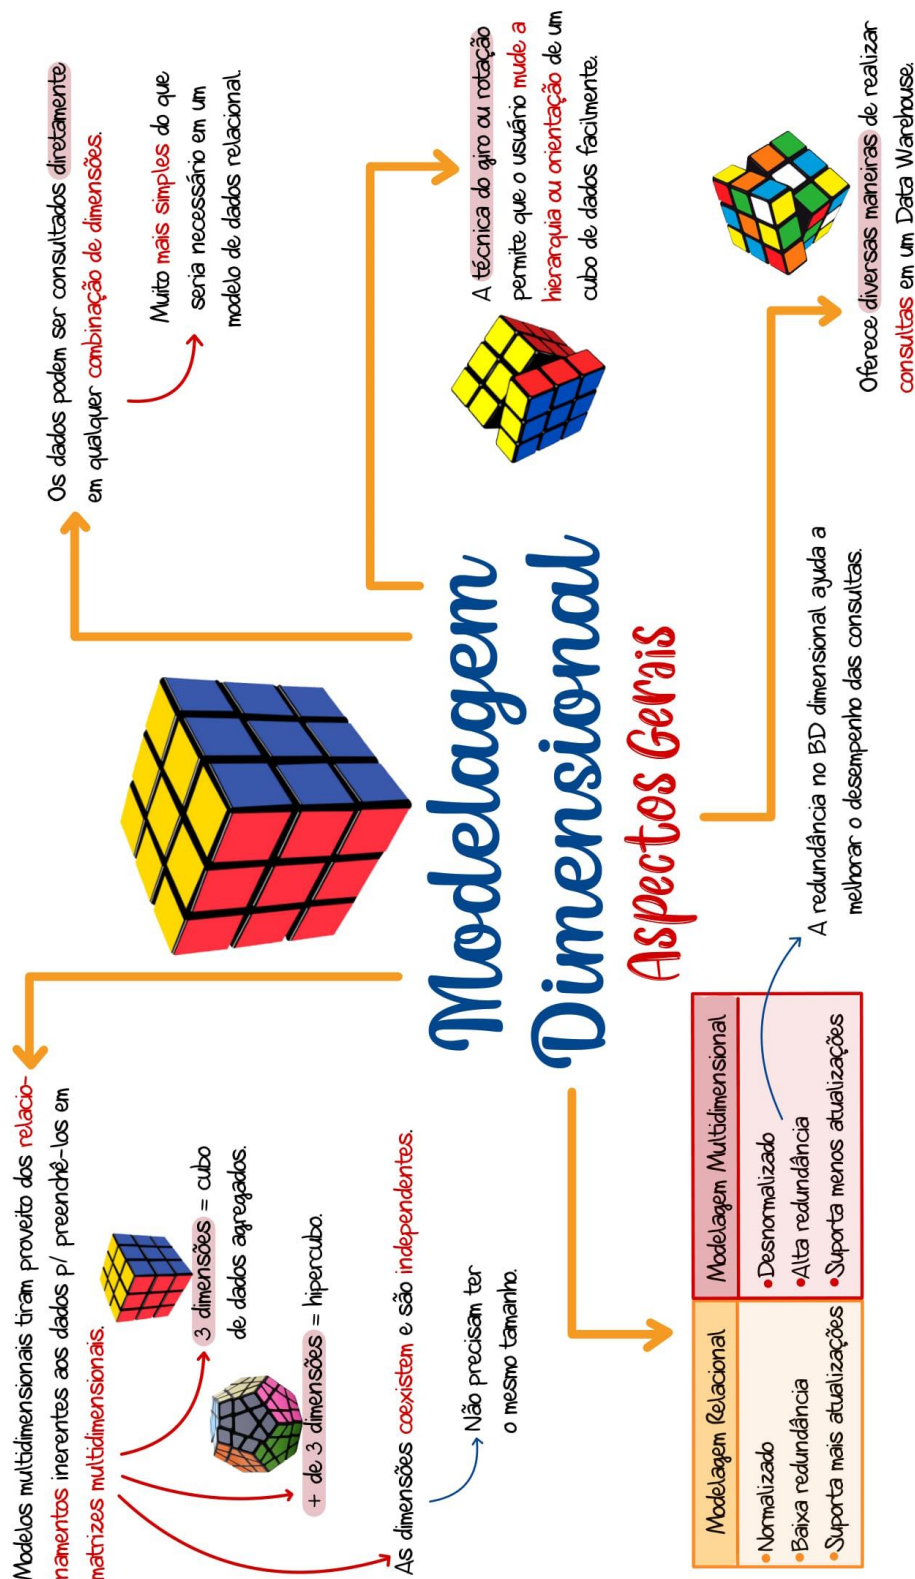 Modelagem
Dimensional
Aspectos Gerais
Modelos multidimensionais tiram proveito dos relacio-
namentos inerentes aos dados p/ preenchê-los em
matrizes multidimensionais.
3 dimensões = cubo
de dados agregados.
+ de 3 dimensões = hipercubo.
As dimensões coexistem e são independentes.
Não precisam ter
o mesmo tamanho.
Os dados podem ser consultados diretamente
em qualquer combinação de dimensões.
Muito mais simples do que
seria necessário em um
modelo de dados relacional.
A técnica do giro ou rotação
permite que o usuário mude a
hierarquia ou orientação de um
cubo de dados facilmente.
Oferece diversas maneiras de realizar
consultas em um Data Warehouse.
Modelagem Relacional
•Normalizado
•Baixa redundância
•Suporta mais atualizações
Modelagem Multidimensional
•Desnormalizado
•Alta redundância
•Suporta menos atualizações
A redundância no BD dimensional ajuda a
melhorar o desempenho das consultas.